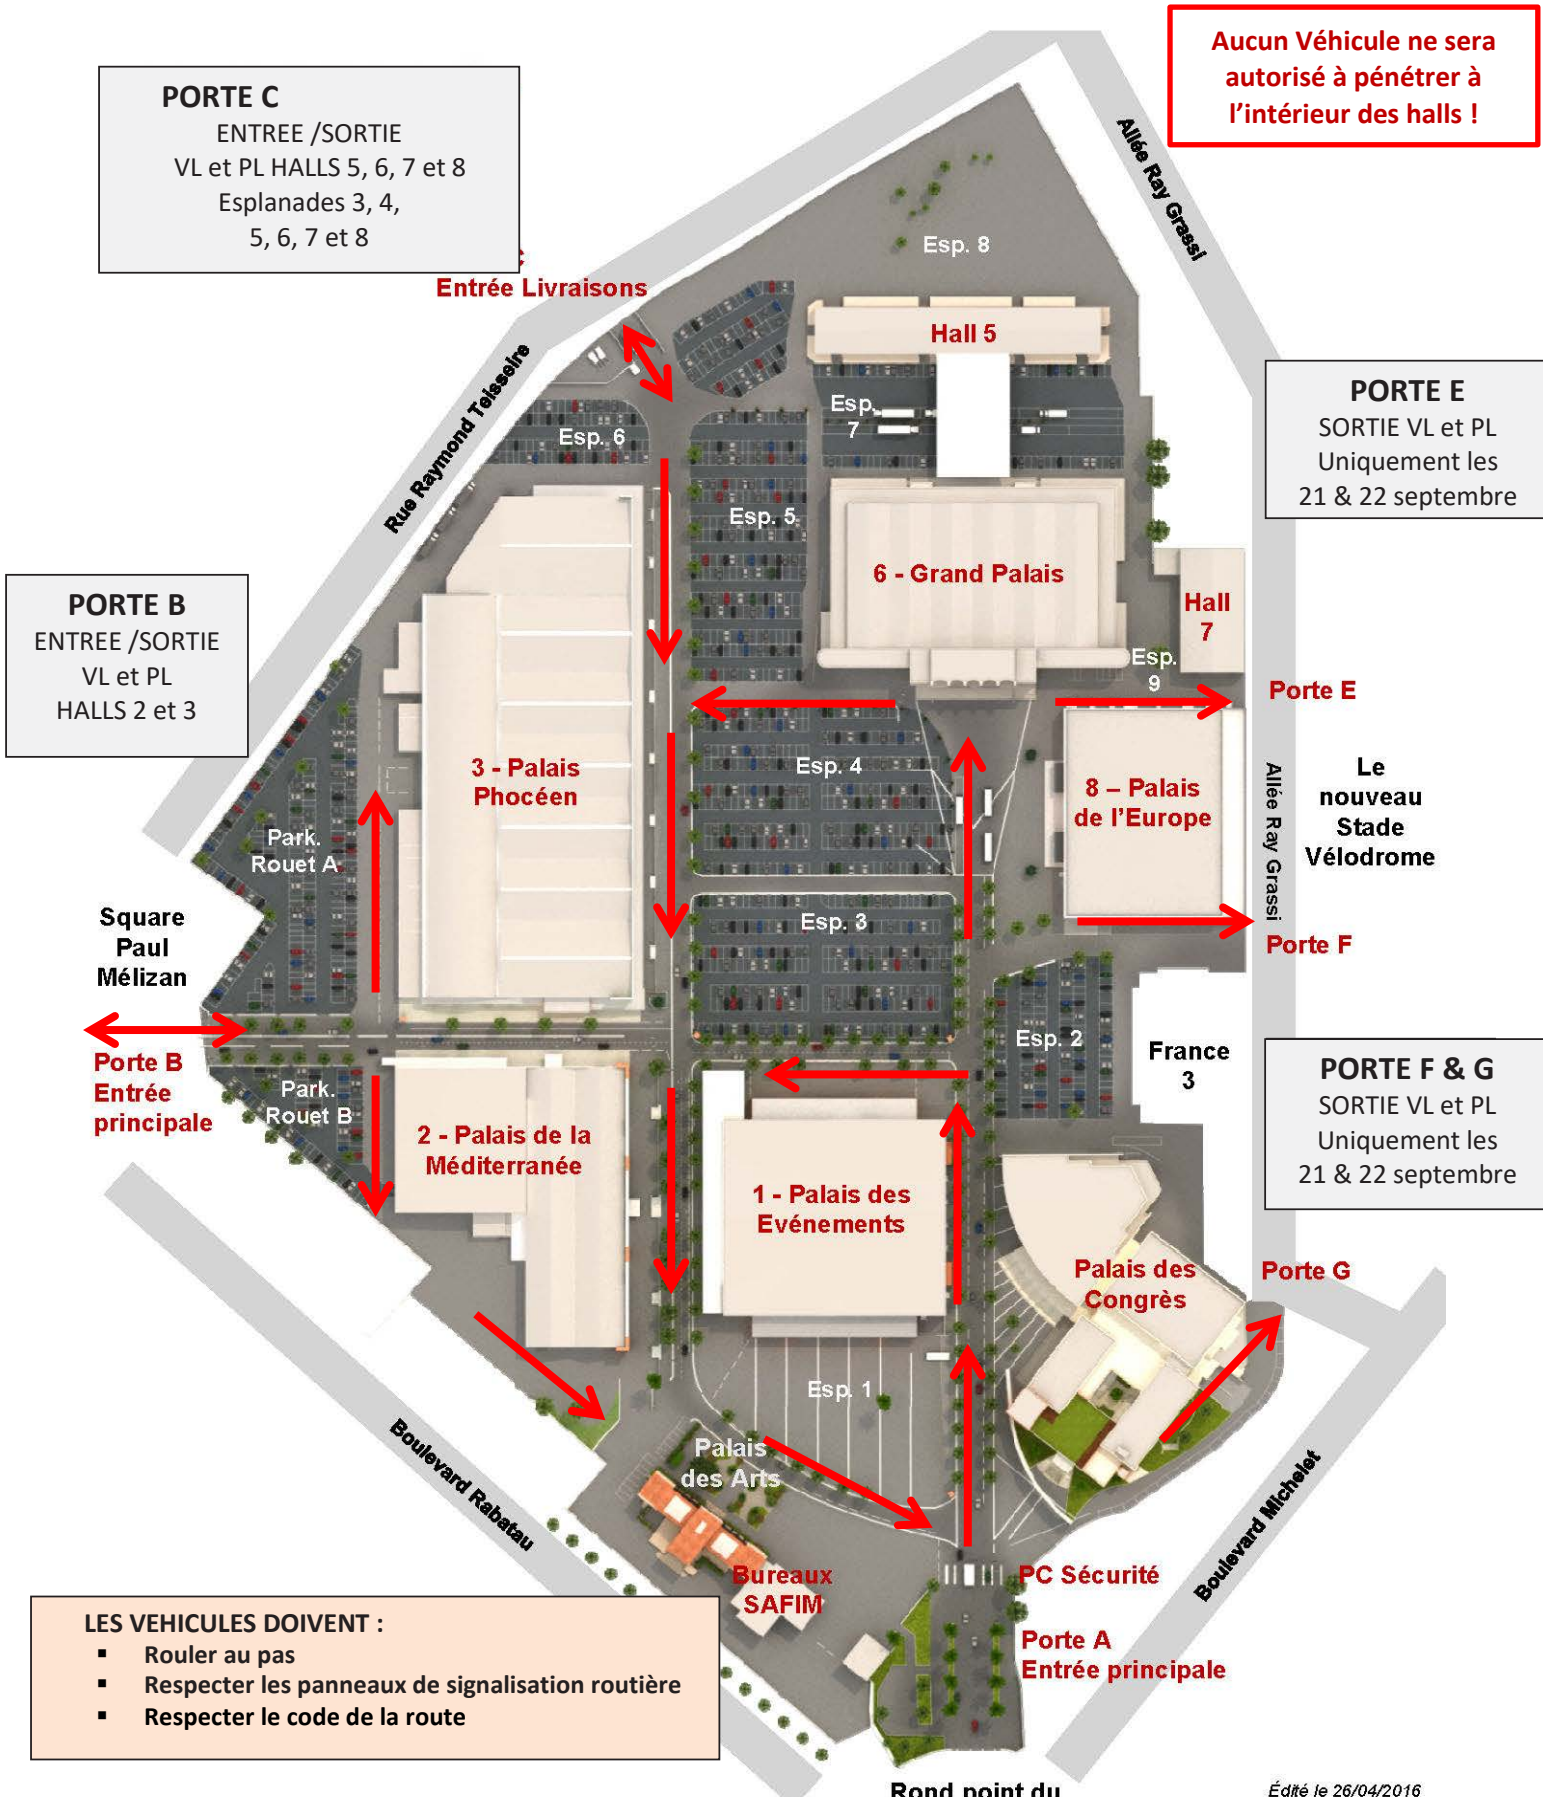 Aucun Véhicule ne sera
autorisé à pénétrer à
l’intérieur des halls !
PORTE C
ENTREE /SORTIE
VL et PL HALLS 5, 6, 7 et 8
Esplanades 3, 4,
5, 6, 7 et 8
Entrée Livraisons
Allée Ray Grassi
Esp. 8
Hall 5
Rue Raymond Teisseire
Esp.
7
Esp. 6
Esp. 5
PORTE E
SORTIE VL et PL
Uniquement les
21 & 22 septembre
6 - Grand Palais
Hall
7
PORTE B
ENTREE /SORTIE
VL et PL
HALLS 2 et 3
Esp.
9
Porte E
3 - Palais
Phocéen
Esp. 4
8 – Palais
de l’Europe
Allée Ray Grassi
Le
nouveau
Stade
Vélodrome
Park.
Rouet A
Square
Paul
Mélizan
Esp. 3
Porte F
Porte B
Entrée
principale
Esp. 2
France
3
PORTE F & G
SORTIE VL et PL
Uniquement les
21 & 22 septembre
Park.
Rouet B
2 - Palais de la
Méditerranée
1 - Palais des
Evénements
Palais des
Congrès
Porte G
Esp. 1
Palais
des Arts
Boulevard Rabatau
Boulevard Michelet
Bureaux
SAFIM
PC Sécurité
Porte A
Entrée principale
LES VEHICULES DOIVENT :
▪ Rouler au pas
▪ Respecter les panneaux de signalisation routière
▪ Respecter le code de la route
Rond point du
Édité le 26/04/2016